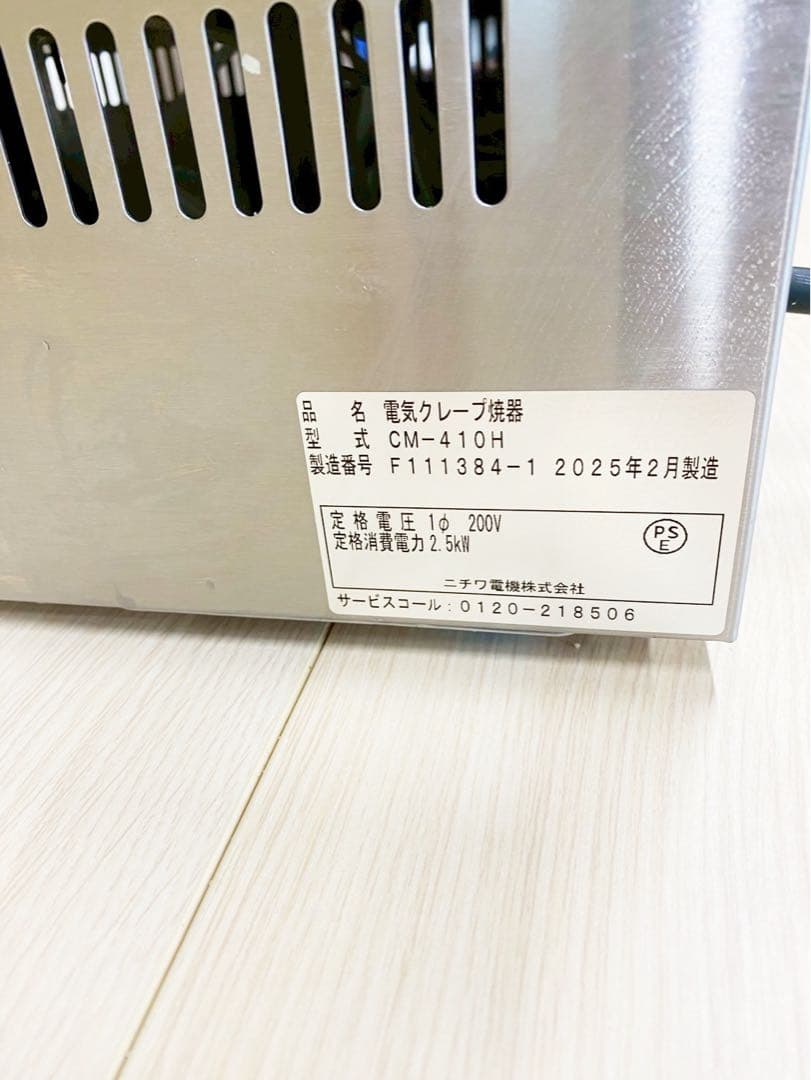 品 名 電気クレープ焼器
型 式 CM-410H
製造番号 F111384-1 2025年2月製造
定格電圧 1φ 200V
定格消費電力 2.5kW
PS
E
ニチワ電機株式会社
サービスコール:0120-218506